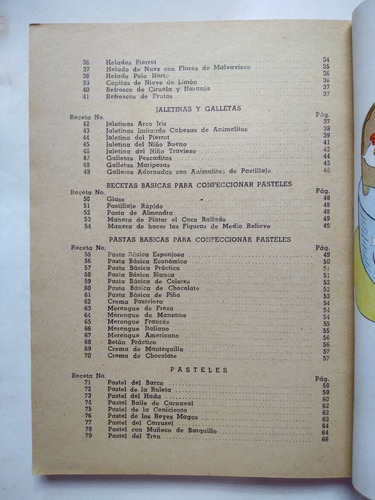 36 Helados Pierrot 34
37 Helado de Nuez con Flores de Malvavisco 35
38 Helado Polo Norte 36
39 Copitas de Nieve de Limón 36
40 Refresco de Ciruela y Naranja 37
41 Refrescos de Frutas 37
JALETINAS Y GALLETAS
Receta No. Pág.
42 Jaletinas Arco Iris 37
43 Jaletinas Imitando Cabezas de Animalitos 38
44 Jaletina del Pierrot 39
45 Jaletina del Niño Bueno 41
46 Jaletina del Niño Travieso
47 Galletas Pescaditos
48 Galletas Mariposas
49 Galletas Adornadas con Animalitos de Pastillaje 46
RECETAS BASICAS PARA CONFECCIONAR PASTELES
Receta No. Pág.
50 Glass 48
51 Pastillaje Rápido 48
52 Pasta de Almendra 48
53 Manera de Pintar el Coco Rallado 48
54 Manera de hacer las Figuras de Medio Relieve 49
PASTAS BASICAS PARA CONFECCIONAR PASTELES
Receta No. Pág.
55 Pasta Básica Esponjosa 49
56 Pasta Básica Económica 50
57 Pasta Básica Práctica 51
58 Pasta Básica Blanca 51
59 Pasta Básica de Colores 52
60 Pasta Básica de Chocolate 53
61 Pasta Básica de Piña 53
62 Crema Pastelera 54
63 Merengue de Fresa 54
64 Merengue de Manzana 54
65 Merengue Francés 55
66 Merengue Italiano 55
67 Merengue Americano 56
68 Betún Práctico 56
69 Crema de Mantequilla 57
70 Crema de Chocolate 57
PASTELES
Receta No. Pág.
71 Pastel del Barco 58
72 Pastel de la Ruleta 59
73 Pastel del Hada 60
74 Pastel Baile de Carnaval 60
75 Pastel de la Cenicienta 62
76 Pastel de los Reyes Magos 62
77 Pastel del Carrusel 64
78 Pastel con Muñeco de Barquillo 64
79 Pastel del Tren 66